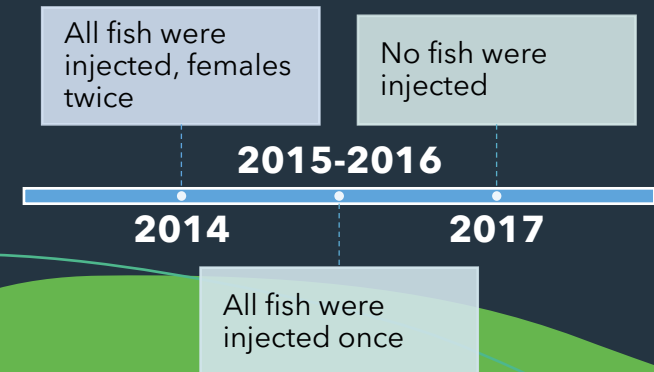 All fish were
injected, females
twice
No fish were
injected
2015-2016
2014
2017
All fish were
injected once